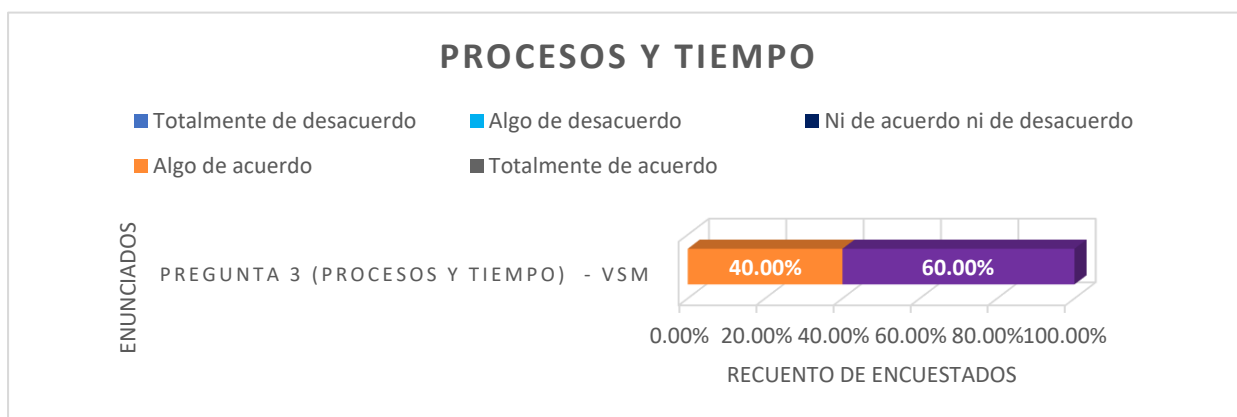 PROCESOS Y TIEMPO
Totalmente de desacuerdo Algo de desacuerdo Ni de acuerdo ni de desacuerdo
Algo de acuerdo Totalmente de acuerdo
ENUNCIADOS
PREGUNTA 3 (PROCESOS Y TIEMPO) - VSM
40.00% 60.00%
0.00% 20.00% 40.00% 60.00% 80.00% 100.00%
RECUENTO DE ENCUESTADOS